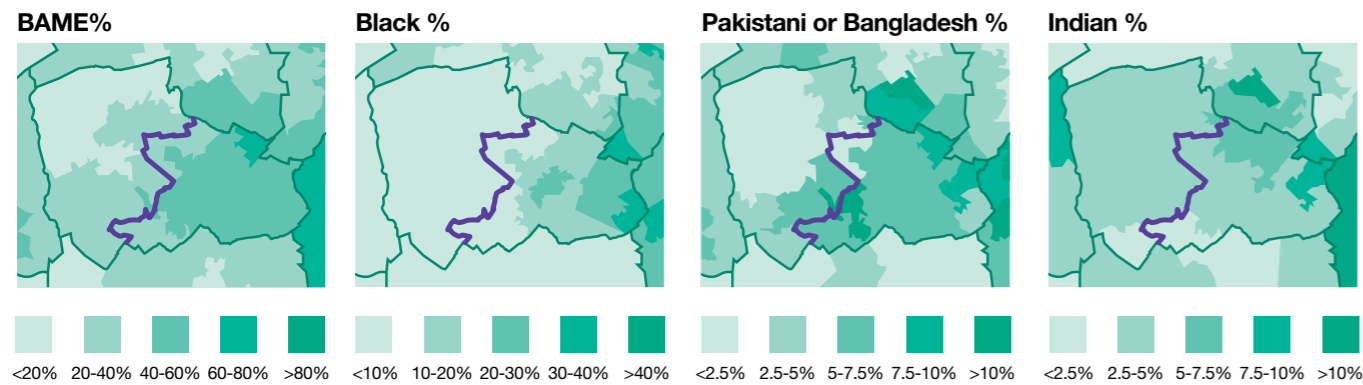 BAME% Black % Pakistani or Bangladesh % Indian %
<20% 20-40% 40-60% 60-80% >80% <10% 10-20% 20-30% 30-40% >40% <2.5% 2.5-5% 5-7.5% 7.5-10% >10% <2.5% 2.5-5% 5-7.5% 7.5-10% >10%